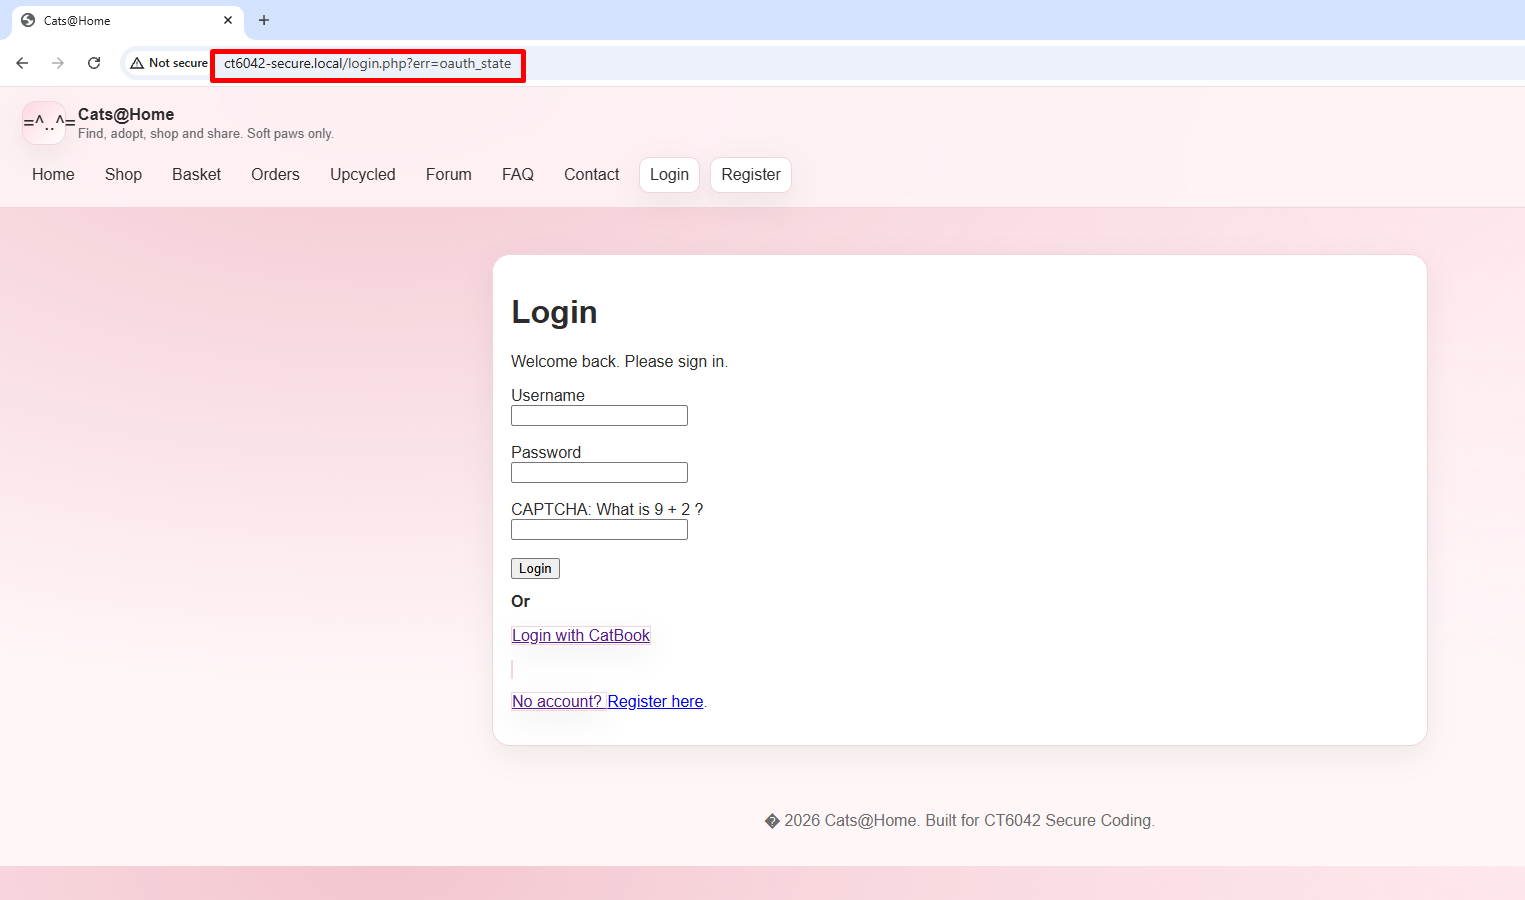 Cats@Home
Not secure ct6042-secure.local/login.php?err=oauth_state
=^..^=
Cats@Home
Find, adopt, shop and share. Soft paws only.
Home Shop Basket Orders Upcycled Forum FAQ Contact Login Register
Login
Welcome back. Please sign in.
Username
Password
CAPTCHA: What is 9 + 2 ?
Login
Or
Login with CatBook
No account? Register here.
� 2026 Cats@Home. Built for CT6042 Secure Coding.